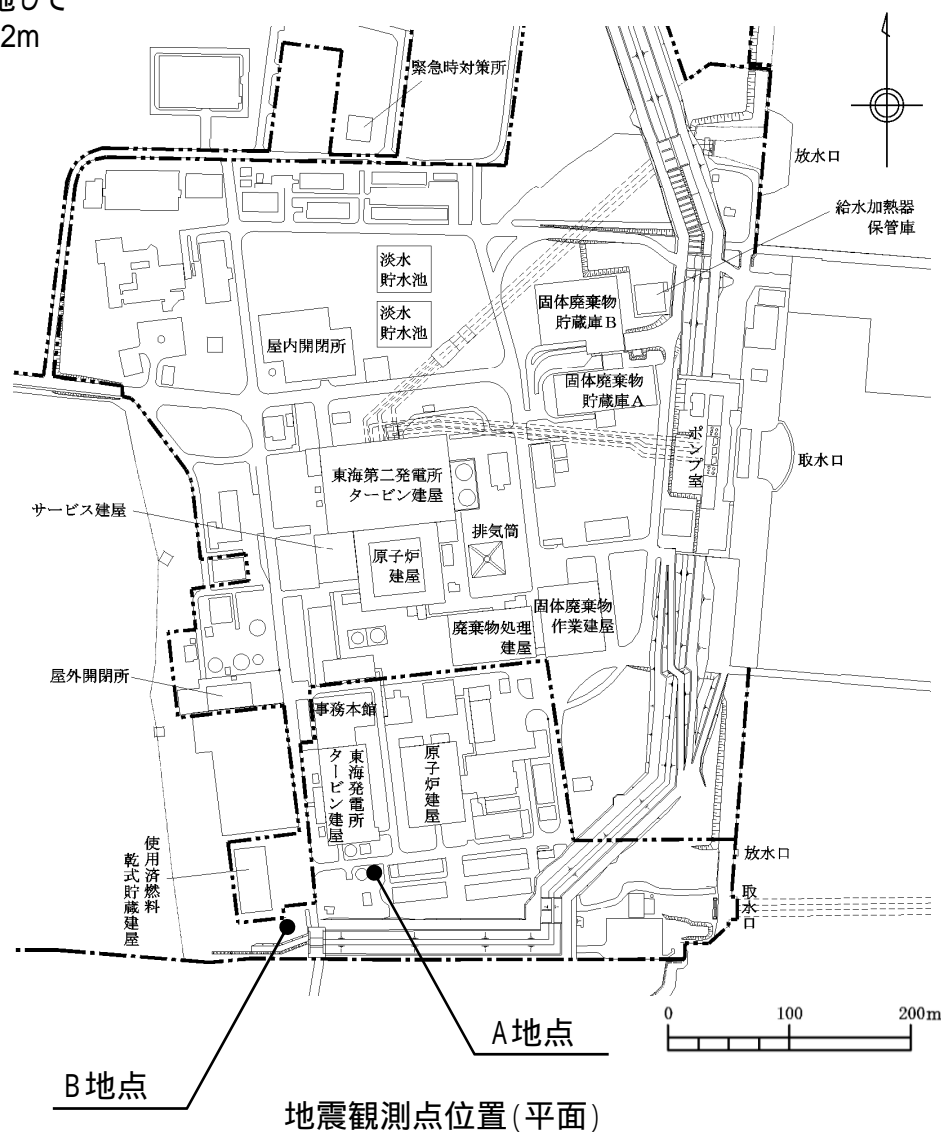 2m
緊急時対策所
放水口
給水加熱器
保管庫
淡水
貯水池
淡水
貯水池
固体廃棄物
貯蔵庫B
屋内開閉所
固体廃棄物
貯蔵庫A
ポンプ室
取水口
東海第二発電所
タービン建屋
サービス建屋
排気筒
原子炉
建屋
固体廃棄物
作業建屋
廃棄物処理
建屋
屋外開閉所
事務本館
東海発電所
タービン建屋
原子炉建屋
使用済燃料
乾式貯蔵建屋
放水口
取水口
0 100 200m
A地点
B地点
地震観測点位置(平面)